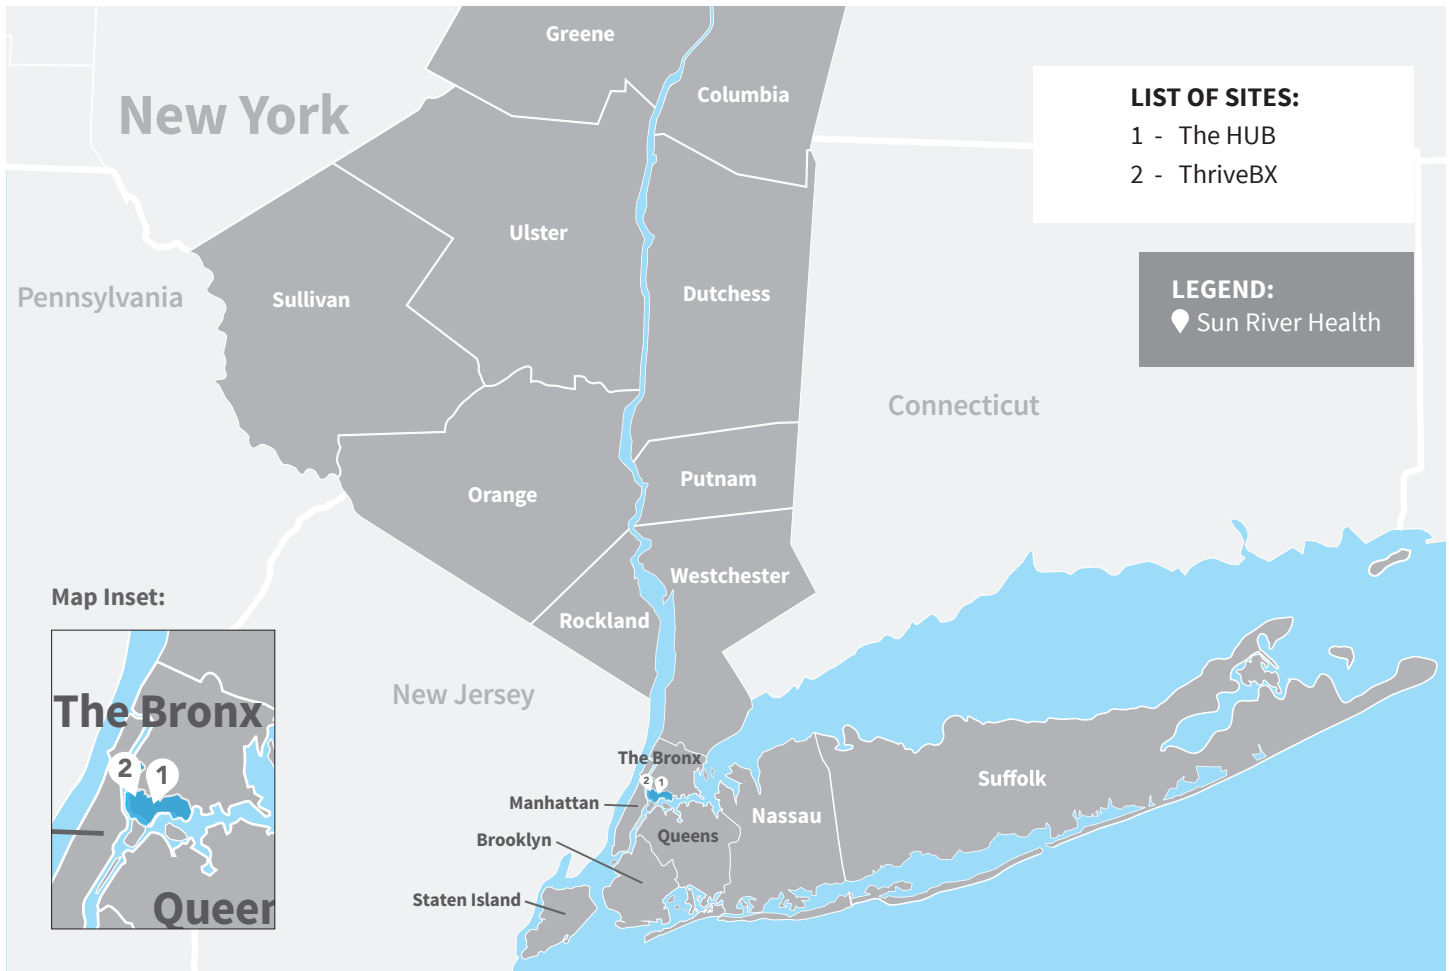 Greene
Columbia
New York
LIST OF SITES:
1 - The HUB
2 - ThriveBX
Ulster
Pennsylvania
Sullivan
Dutchess
LEGEND:
Sun River Health
Connecticut
Putnam
Orange
Westchester
Rockland
New Jersey
Map Inset:
The Bronx
2 1
Queer
The Bronx
2 1
Manhattan
Brooklyn
Queens
Nassau
Suffolk
Staten Island